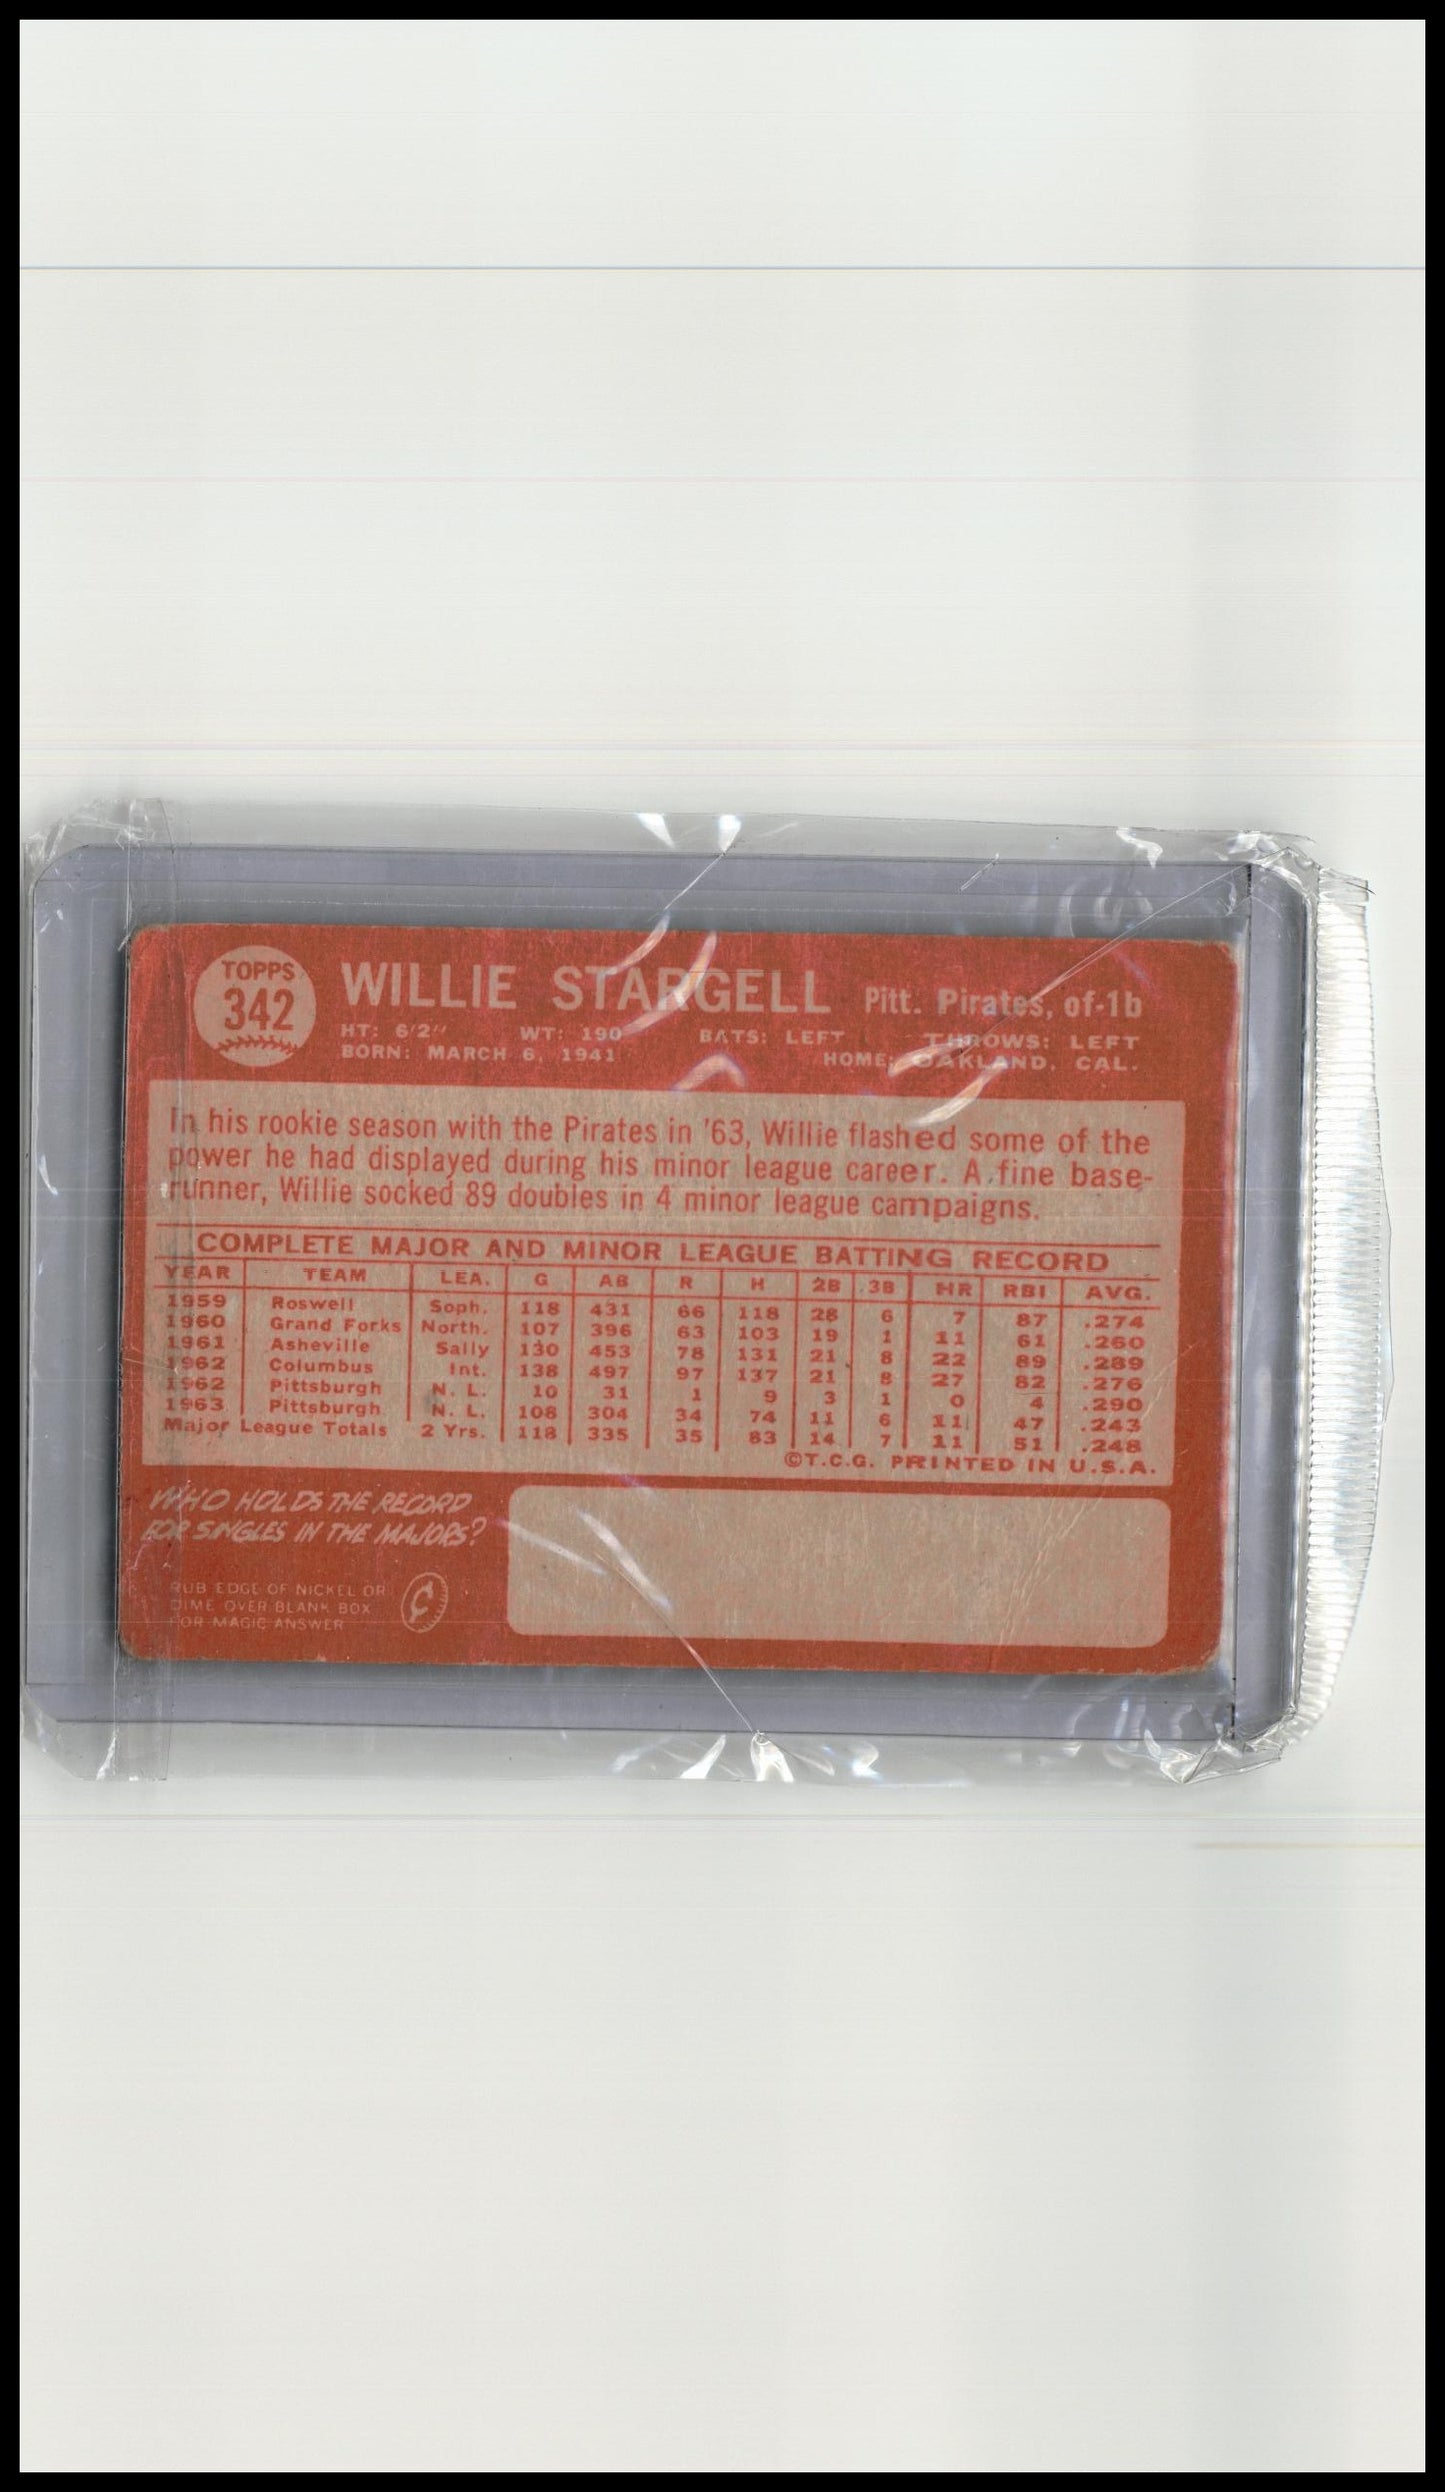 TOPPS
342
WILLIE STARGELL Pitt. Pirates, of-1b
HT: 6'2" WT: 190 BATS: LEFT THROWS: LEFT
BORN: MARCH 6, 1941 HOME: OAKLAND, CAL.
In his rookie season with the Pirates in '63, Willie flashed some of the
power he had displayed during his minor league career. A fine base-
runner, Willie socked 89 doubles in 4 minor league campaigns.
COMPLETE MAJOR AND MINOR LEAGUE BATTING RECORD
YEAR TEAM LEA. G AB R H 2B 3B HR RBI AVG.
1959 Roswell Soph. 118 431 66 118 28 6 7 87 .274
1960 Grand Forks North. 107 396 63 103 19 1 11 61 .260
1961 Asheville Sally 130 453 78 131 21 8 22 89 .289
1962 Columbus Int. 138 497 97 137 21 8 27 82 .276
1962 Pittsburgh N. L. 10 31 1 9 3 1 0 4 .290
1963 Pittsburgh N. L. 108 304 34 74 11 6 11 47 .243
Major League Totals 2 Yrs. 118 335 35 83 14 7 11 51 .248
©T.C.G. PRINTED IN U.S.A.
WHO HOLDS THE RECORD
FOR SINGLES IN THE MAJORS?
RUB EDGE OF NICKEL OR
DIME OVER BLANK BOX
FOR MAGIC ANSWER